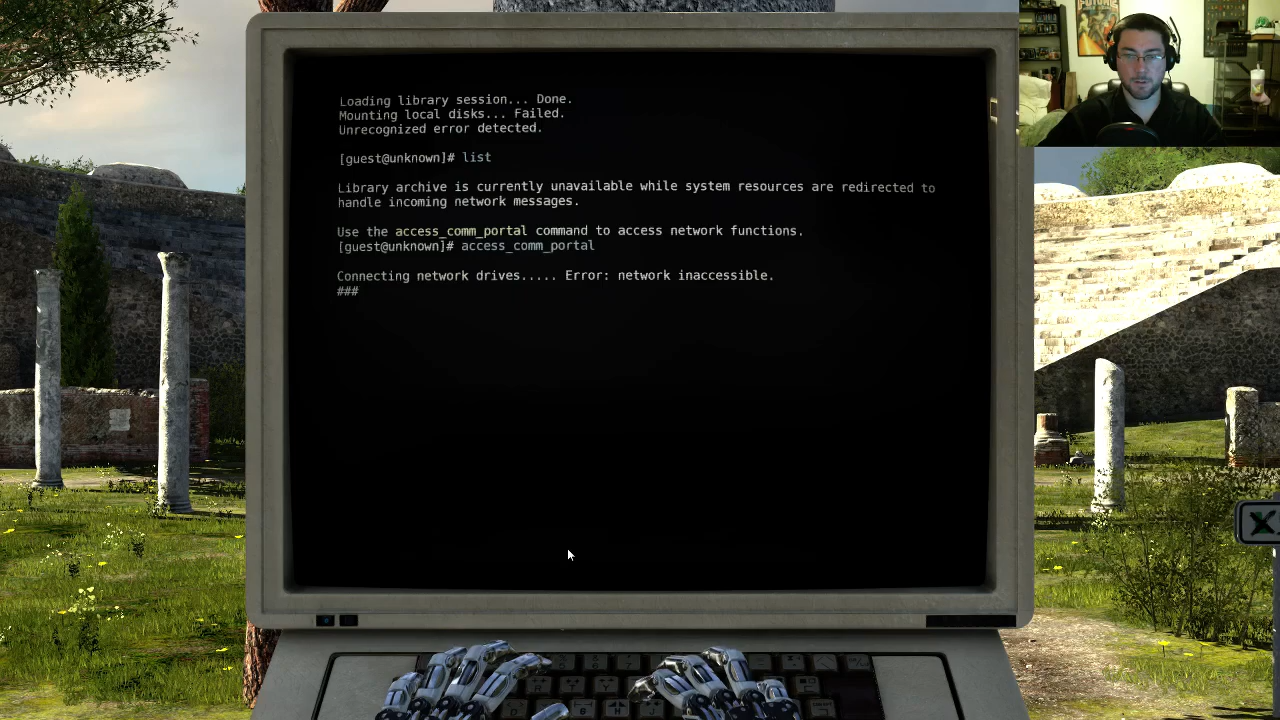 Loading library session... Done.
Mounting local disks... Failed.
Unrecognized error detected.
[guest@unknown]# list
Library archive is currently unavailable while system resources are redirected to
handle incoming network messages.
Use the access_comm_portal command to access network functions.
[guest@unknown]# access_comm_portal
Connecting network drives..... Error: network inaccessible.
###